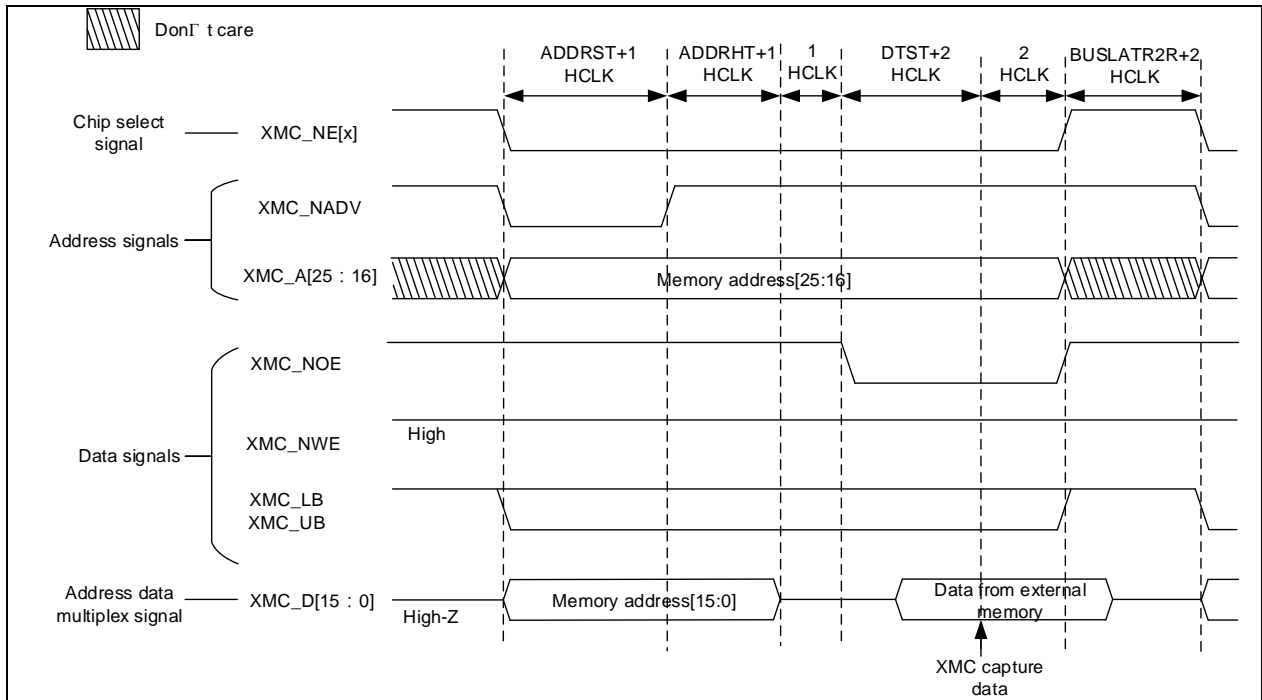 DonΓ t care
ADDRST+1
HCLK
ADDRHT+1
HCLK
1
HCLK
DTST+2
HCLK
2
HCLK
BUSLATR2R+2
HCLK
Chip select
signal
XMC_NE[x]
Address signals
XMC_NADV
XMC_A[25 : 16]
Memory address[25:16]
Data signals
XMC_NOE
XMC_NWE
High
XMC_LB
XMC_UB
Address data
multiplex signal
XMC_D[15 : 0]
High-Z
Memory address[15:0]
Data from external
memory
XMC capture
data